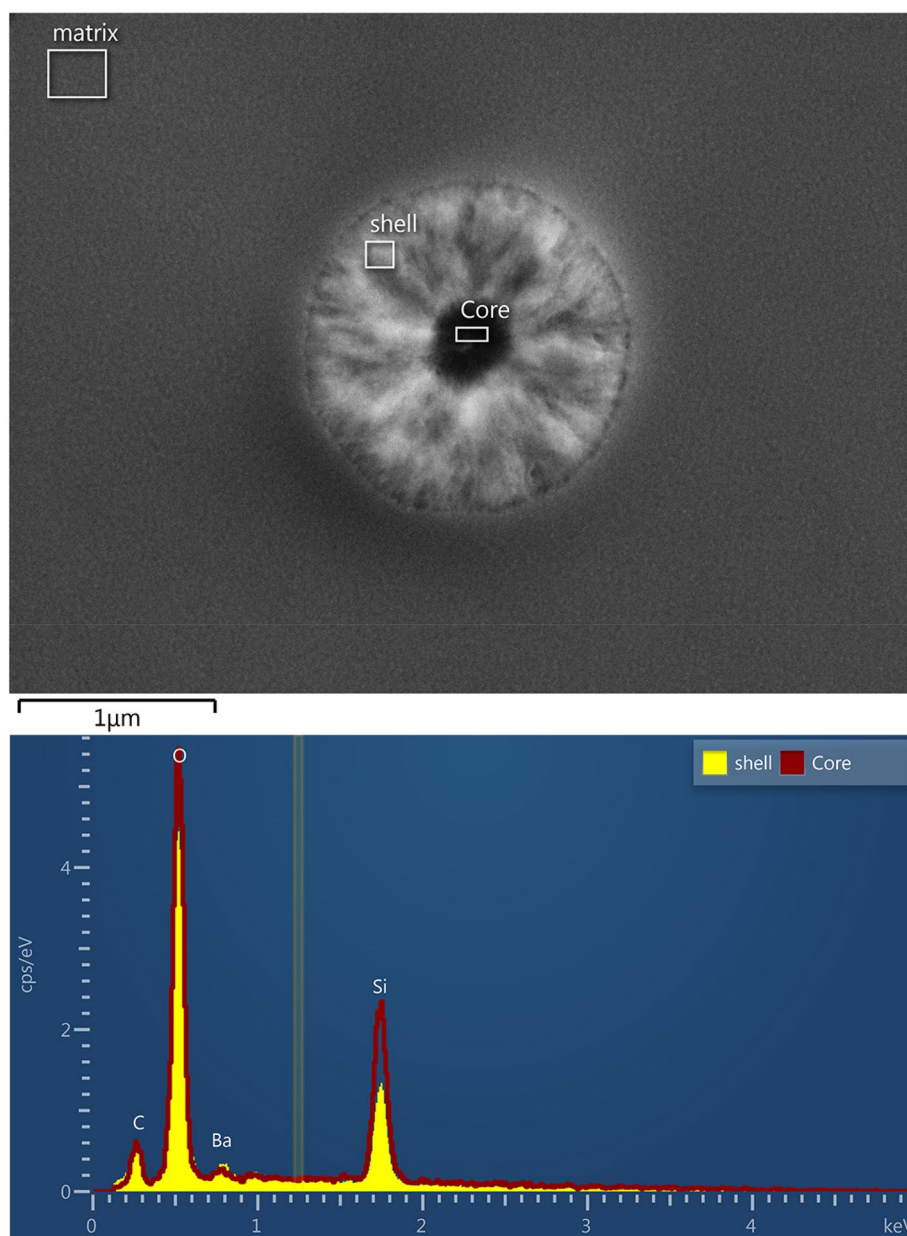 matrix
shell
Core
1μm
shell Core
O
4
cps/eV
Si
2
C
Ba
0
0 1 2 3 4 keV